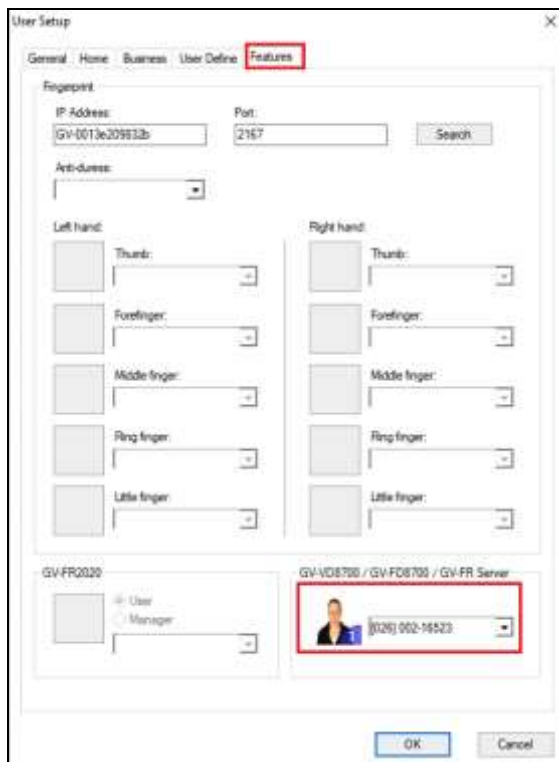 User Setup
General Home Business User Define Features
Fingerprint
IP Address: Port:
GV-0013e209832b 2167 Search
Anti-duress:
Left hand: Right hand:
Thumb: Thumb:
Forefinger: Forefinger:
Middle finger: Middle finger:
Ring finger: Ring finger:
Little finger: Little finger:
GV-FR2020 GV-VD8700 / GV-FD8700 / GV-FR Server
User
Manager
[026] 002-16523
OK Cancel